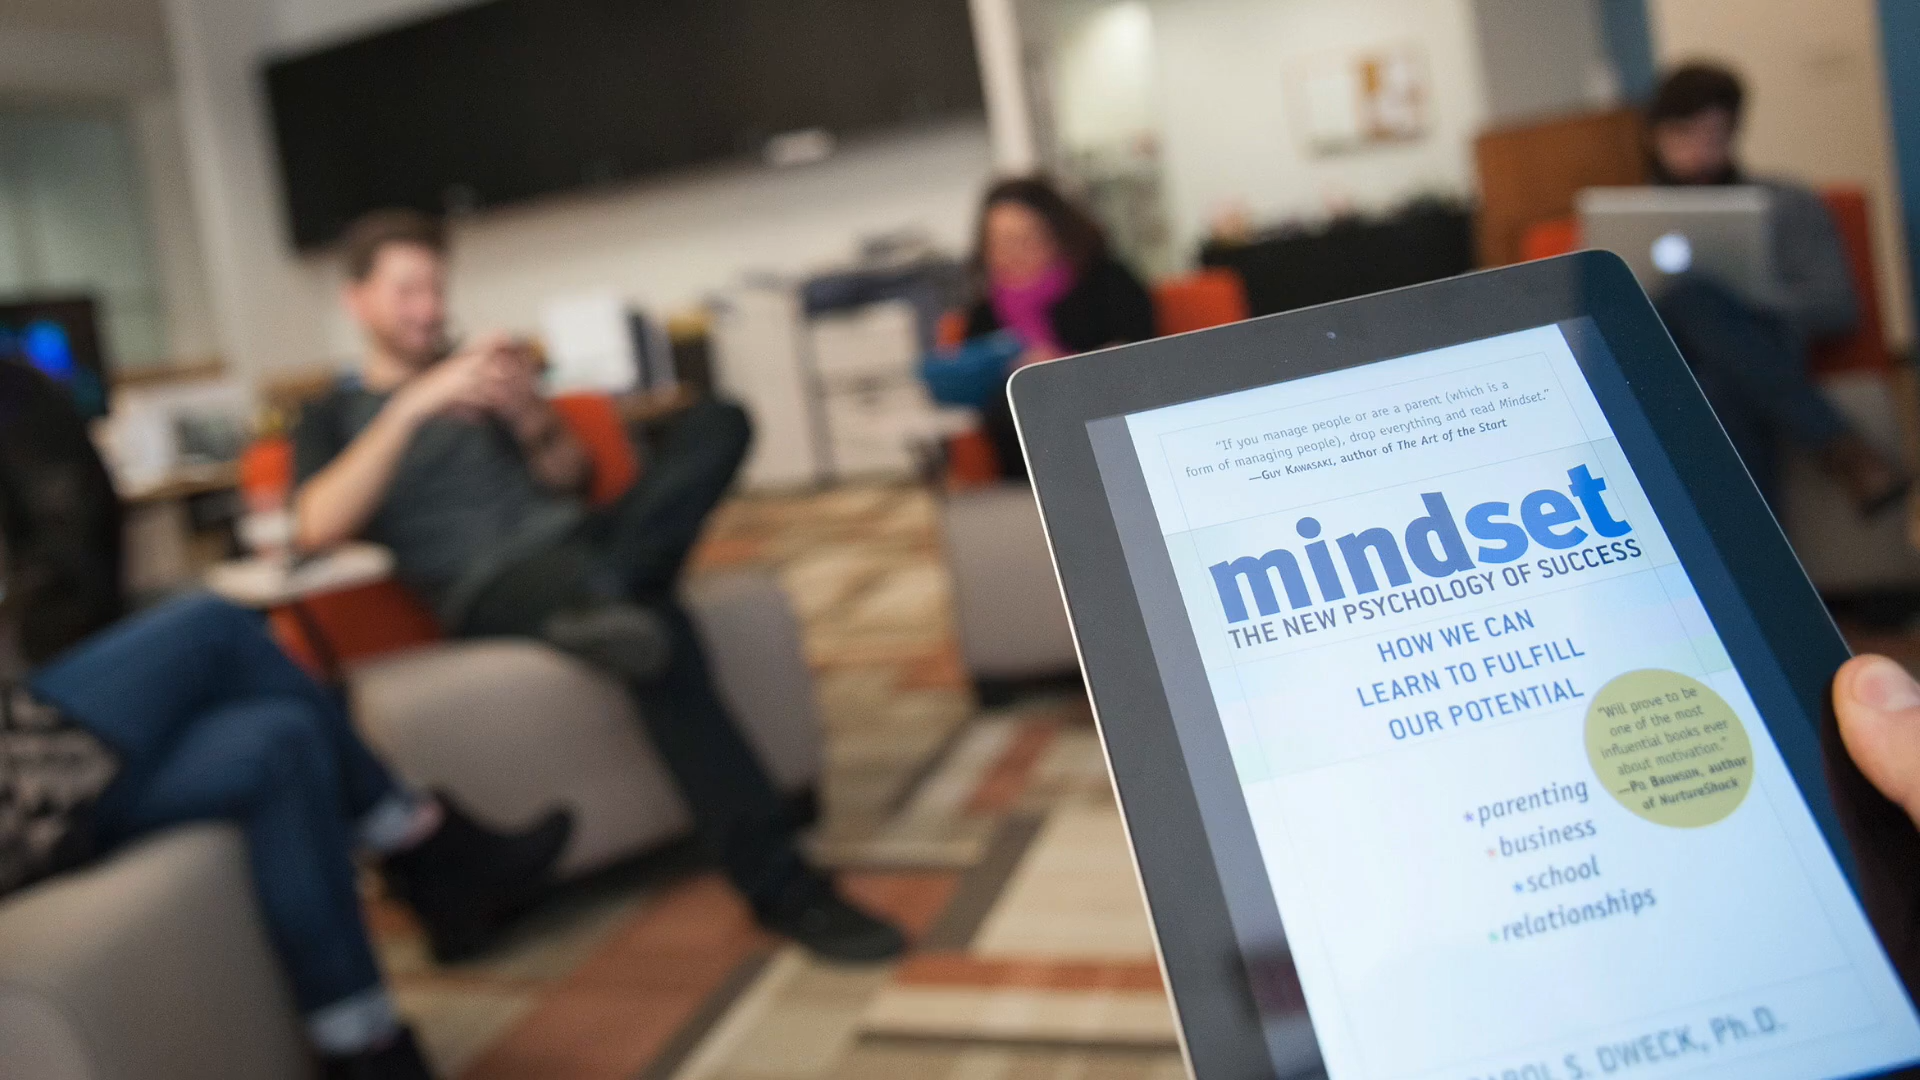 "If you manage people or are a parent (which is a
form of managing people), drop everything and read Mindset."
—GUY KAWASAKI, author of The Art of the Start
mindset
THE NEW PSYCHOLOGY OF SUCCESS
HOW WE CAN
LEARN TO FULFILL
OUR POTENTIAL
"Will prove to be
one of the most
influential books ever
about motivation."
—PO BRONSON, author
of NurtureShock
*parenting
*business
*school
*relationships
CAROL S. DWECK, Ph.D.